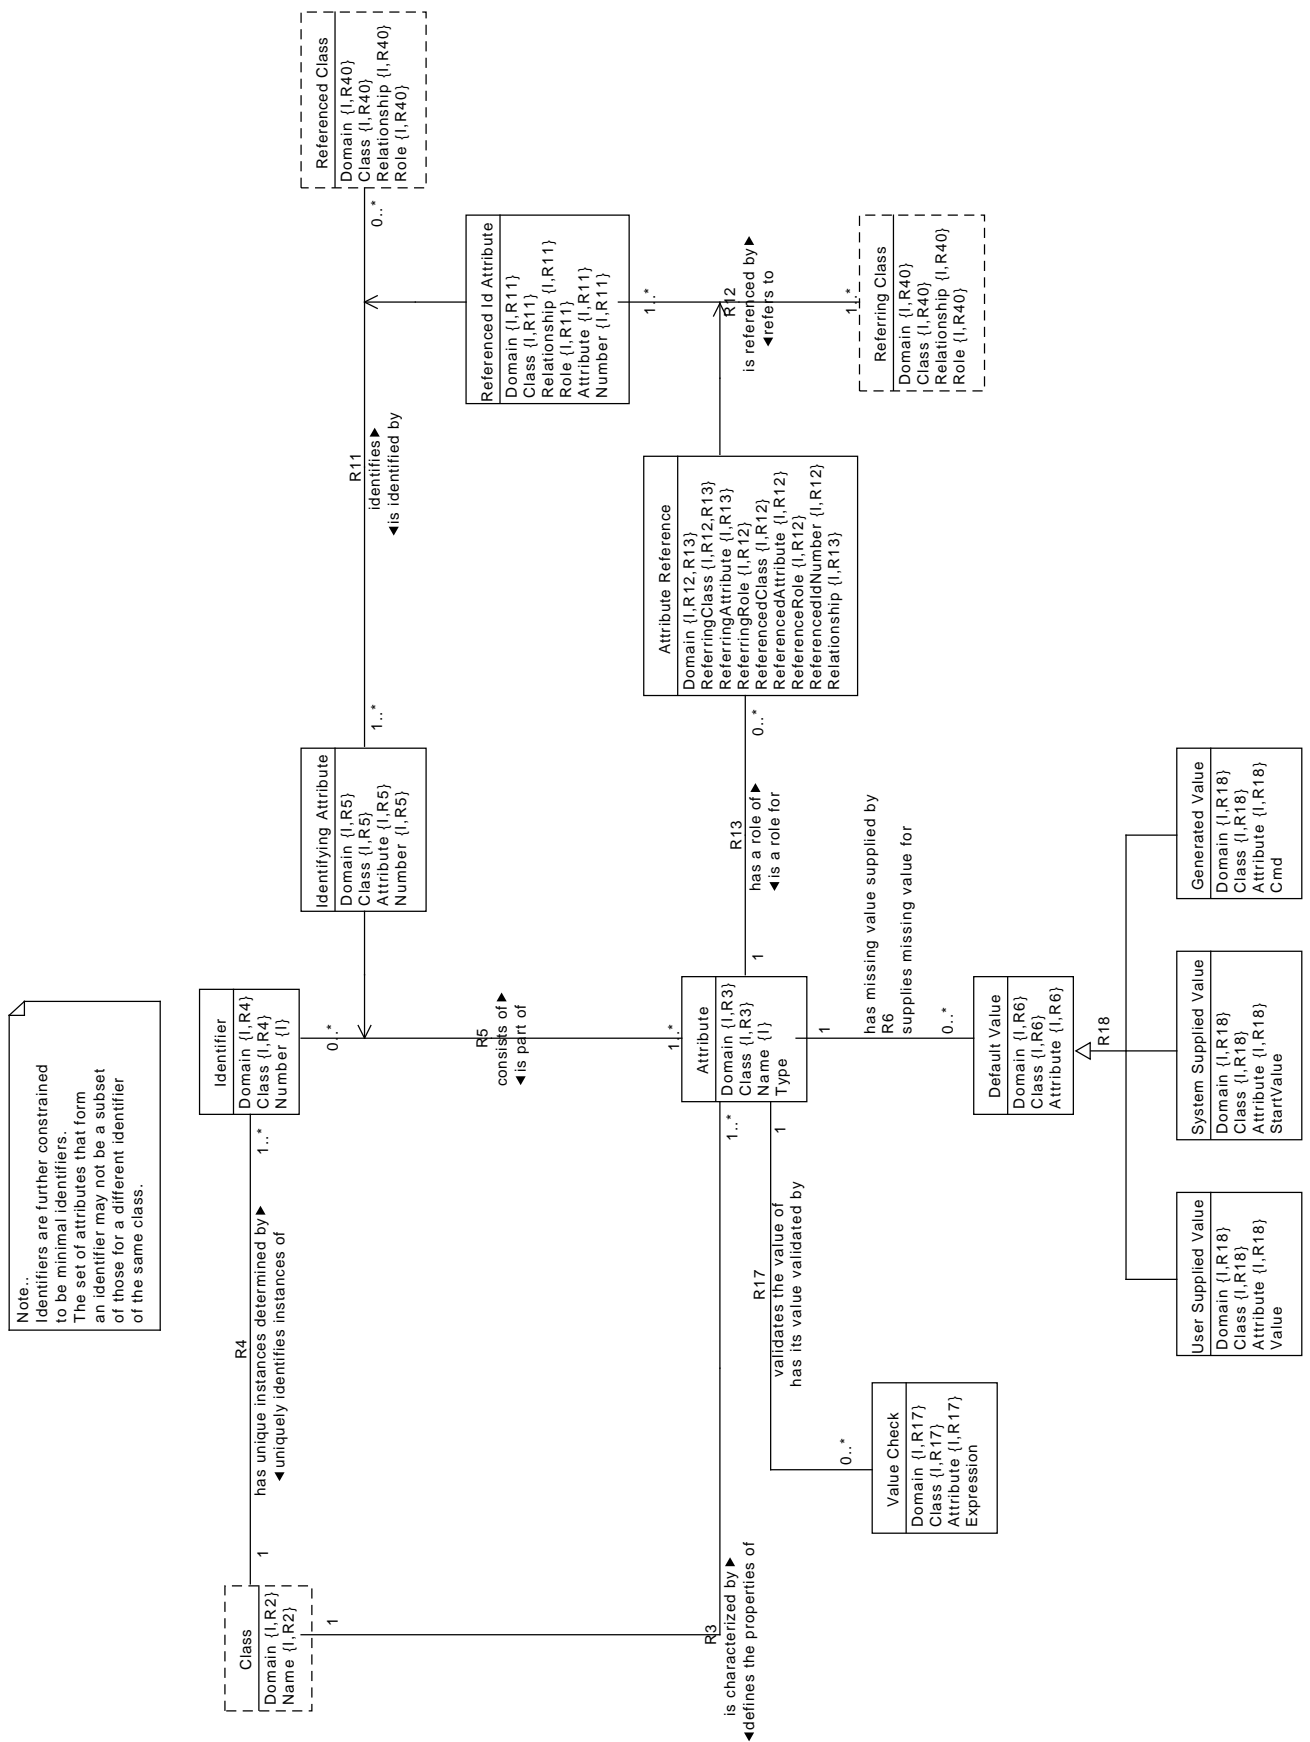 Note..
Identifiers are further constrained
to be minimal identifiers.
The set of attributes that form
an identifier may not be a subset
of those for a different identifier
of the same class.
Class
Domain {I,R2}
Name {I,R2}
1
R4
has unique instances determined by ►
◄uniquely identifies instances of
1..*
Identifier
Domain {I,R4}
Class {I,R4}
Number {I}
0..*
Identifying Attribute
Domain {I,R5}
Class {I,R5}
Attribute {I,R5}
Number {I,R5}
1..*
R11
identifies►
◄is identified by
0..*
Referenced Class
Domain {I,R40}
Class {I,R40}
Relationship {I,R40}
Role {I,R40}
R5
consists of►
◄is part of
1..*
Referenced Id Attribute
Domain {I,R11}
Class {I,R11}
Relationship {I,R11}
Role {I,R11}
Attribute {I,R11}
Number {I,R11}
1..*
R12
is referenced by►
◄refers to
1..*
Referring Class
Domain {I,R40}
Class {I,R40}
Relationship {I,R40}
Role {I,R40}
Attribute Reference
Domain {I,R12,R13}
ReferringClass {I,R12,R13}
ReferringAttribute {I,R13}
ReferringRole {I,R12}
ReferencedClass {I,R12}
ReferencedAttribute {I,R12}
ReferenceRole {I,R12}
ReferencedIdNumber {I,R12}
Relationship {I,R13}
0..*
R13
has a role of►
◄is a role for
1
Attribute
Domain {I,R3}
Class {I,R3}
Name {I}
Type
1
R3
is characterized by ►
◄defines the properties of
1..*
1
R17
validates the value of
has its value validated by
0..*
Value Check
Domain {I,R17}
Class {I,R17}
Attribute {I,R17}
Expression
1
has missing value supplied by
R6
supplies missing value for
0..*
Default Value
Domain {I,R6}
Class {I,R6}
Attribute {I,R6}
R18
User Supplied Value
Domain {I,R18}
Class {I,R18}
Attribute {I,R18}
Value
System Supplied Value
Domain {I,R18}
Class {I,R18}
Attribute {I,R18}
StartValue
Generated Value
Domain {I,R18}
Class {I,R18}
Attribute {I,R18}
Cmd